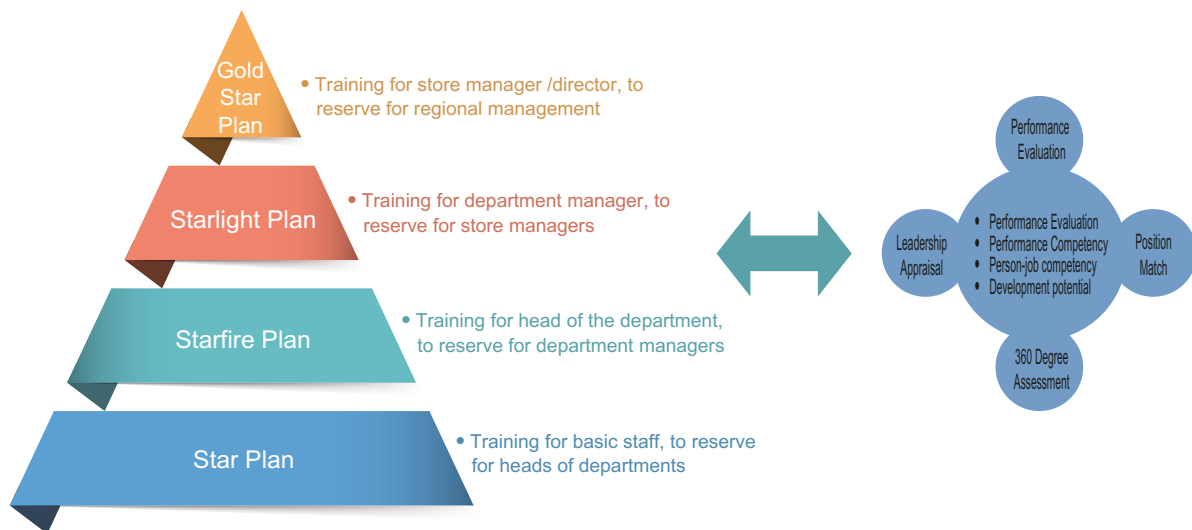 Gold
Star
Plan
• Training for store manager /director, to
reserve for regional management
Starlight Plan
• Training for department manager, to
reserve for store managers
Starfire Plan
• Training for head of the department,
to reserve for department managers
Star Plan
• Training for basic staff, to reserve
for heads of departments
Performance
Evaluation
Leadership
Appraisal
• Performance Evaluation
• Performance Competency
• Person-job competency
• Development potential
Position
Match
360 Degree
Assessment